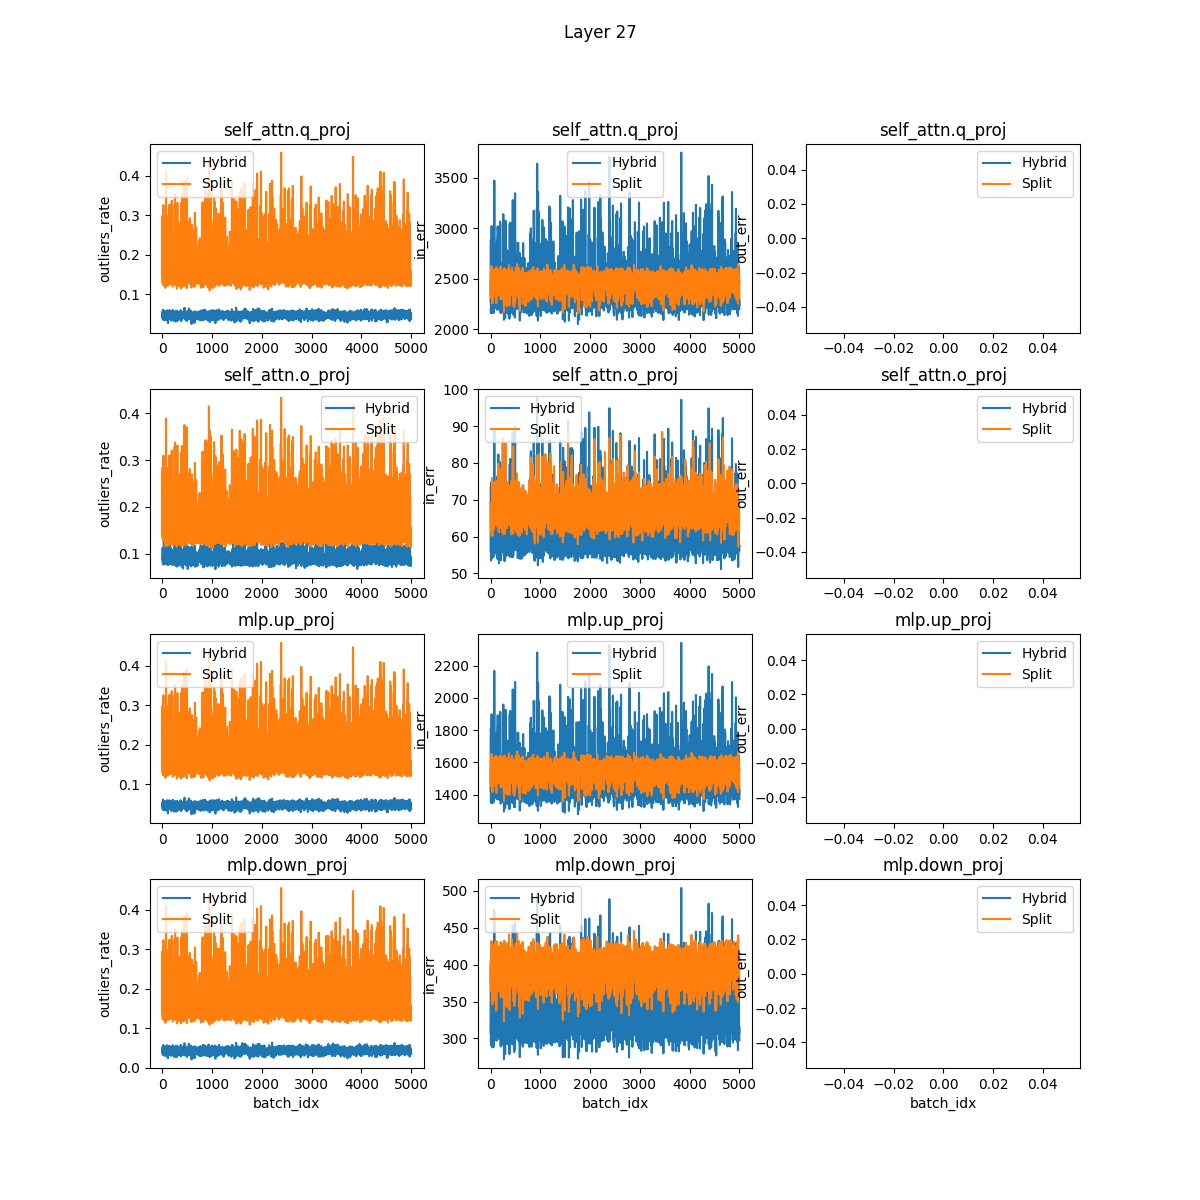 Layer 27
self_attn.q_proj self_attn.q_proj self_attn.q_proj
outliers_rate
0.4
0.3
0.2
0.1
Hybrid
Split
0 1000 2000 3000 4000 5000
in_err
3500
3000
2500
2000
Hybrid
Split
0 1000 2000 3000 4000 5000
out_err
0.04
0.02
0.00
−0.02
−0.04
Hybrid
Split
−0.04 −0.02 0.00 0.02 0.04
self_attn.o_proj self_attn.o_proj self_attn.o_proj
outliers_rate
0.4
0.3
0.2
0.1
Hybrid
Split
0 1000 2000 3000 4000 5000
in_err
100
90
80
70
60
50
Hybrid
Split
0 1000 2000 3000 4000 5000
out_err
0.04
0.02
0.00
−0.02
−0.04
Hybrid
Split
−0.04 −0.02 0.00 0.02 0.04
mlp.up_proj mlp.up_proj mlp.up_proj
outliers_rate
0.4
0.3
0.2
0.1
Hybrid
Split
0 1000 2000 3000 4000 5000
in_err
2200
2000
1800
1600
1400
Hybrid
Split
0 1000 2000 3000 4000 5000
out_err
0.04
0.02
0.00
−0.02
−0.04
Hybrid
Split
−0.04 −0.02 0.00 0.02 0.04
mlp.down_proj mlp.down_proj mlp.down_proj
outliers_rate
0.4
0.3
0.2
0.1
0.0
Hybrid
Split
0 1000 2000 3000 4000 5000
batch_idx
in_err
500
450
400
350
300
Hybrid
Split
0 1000 2000 3000 4000 5000
batch_idx
out_err
0.04
0.02
0.00
−0.02
−0.04
Hybrid
Split
−0.04 −0.02 0.00 0.02 0.04
batch_idx